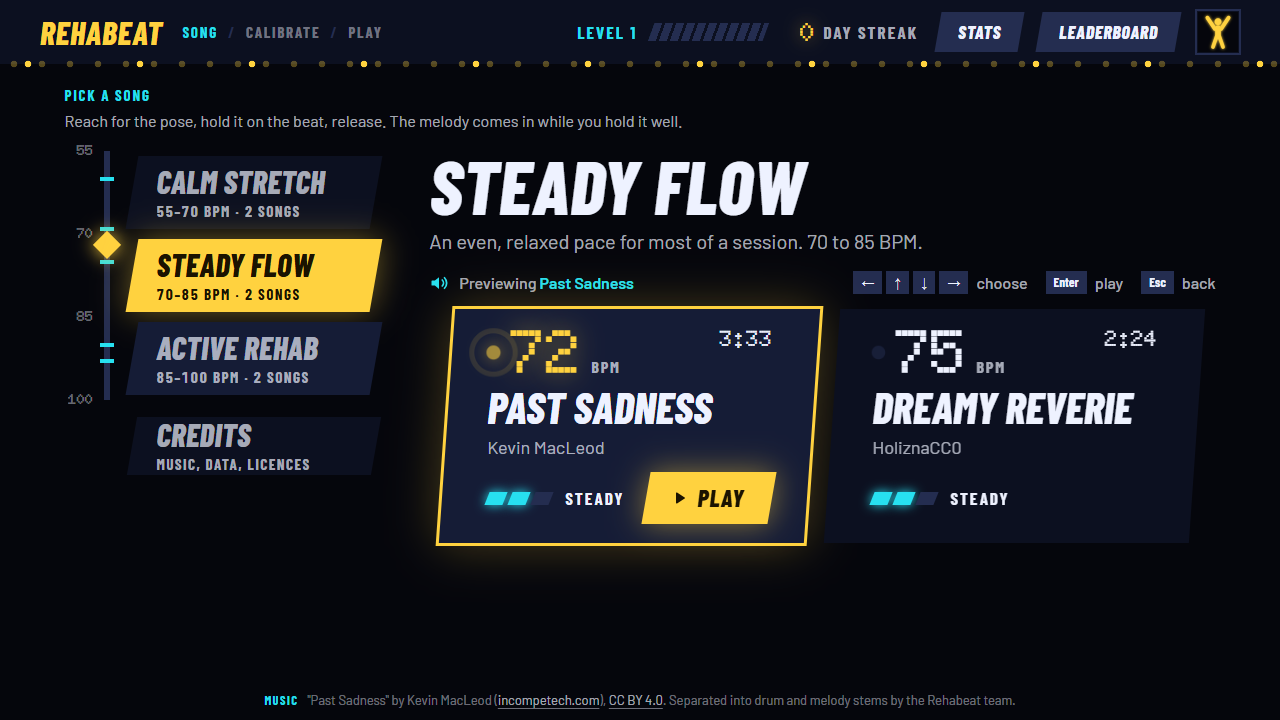 REHABEAT SONG / CALIBRATE / PLAY LEVEL 1 0 DAY STREAK STATS LEADERBOARD
PICK A SONG
Reach for the pose, hold it on the beat, release. The melody comes in while you hold it well.
55
70
85
100
CALM STRETCH
55–70 BPM · 2 SONGS
STEADY FLOW
70–85 BPM · 2 SONGS
ACTIVE REHAB
85–100 BPM · 2 SONGS
CREDITS
MUSIC, DATA, LICENCES
STEADY FLOW
An even, relaxed pace for most of a session. 70 to 85 BPM.
Previewing Past Sadness
← ↑ ↓ → choose Enter play Esc back
72 BPM 3:33
PAST SADNESS
Kevin MacLeod
STEADY
PLAY
75 BPM 2:24
DREAMY REVERIE
HoliznaCC0
STEADY
MUSIC "Past Sadness" by Kevin MacLeod (incompetech.com), CC BY 4.0. Separated into drum and melody stems by the Rehabeat team.